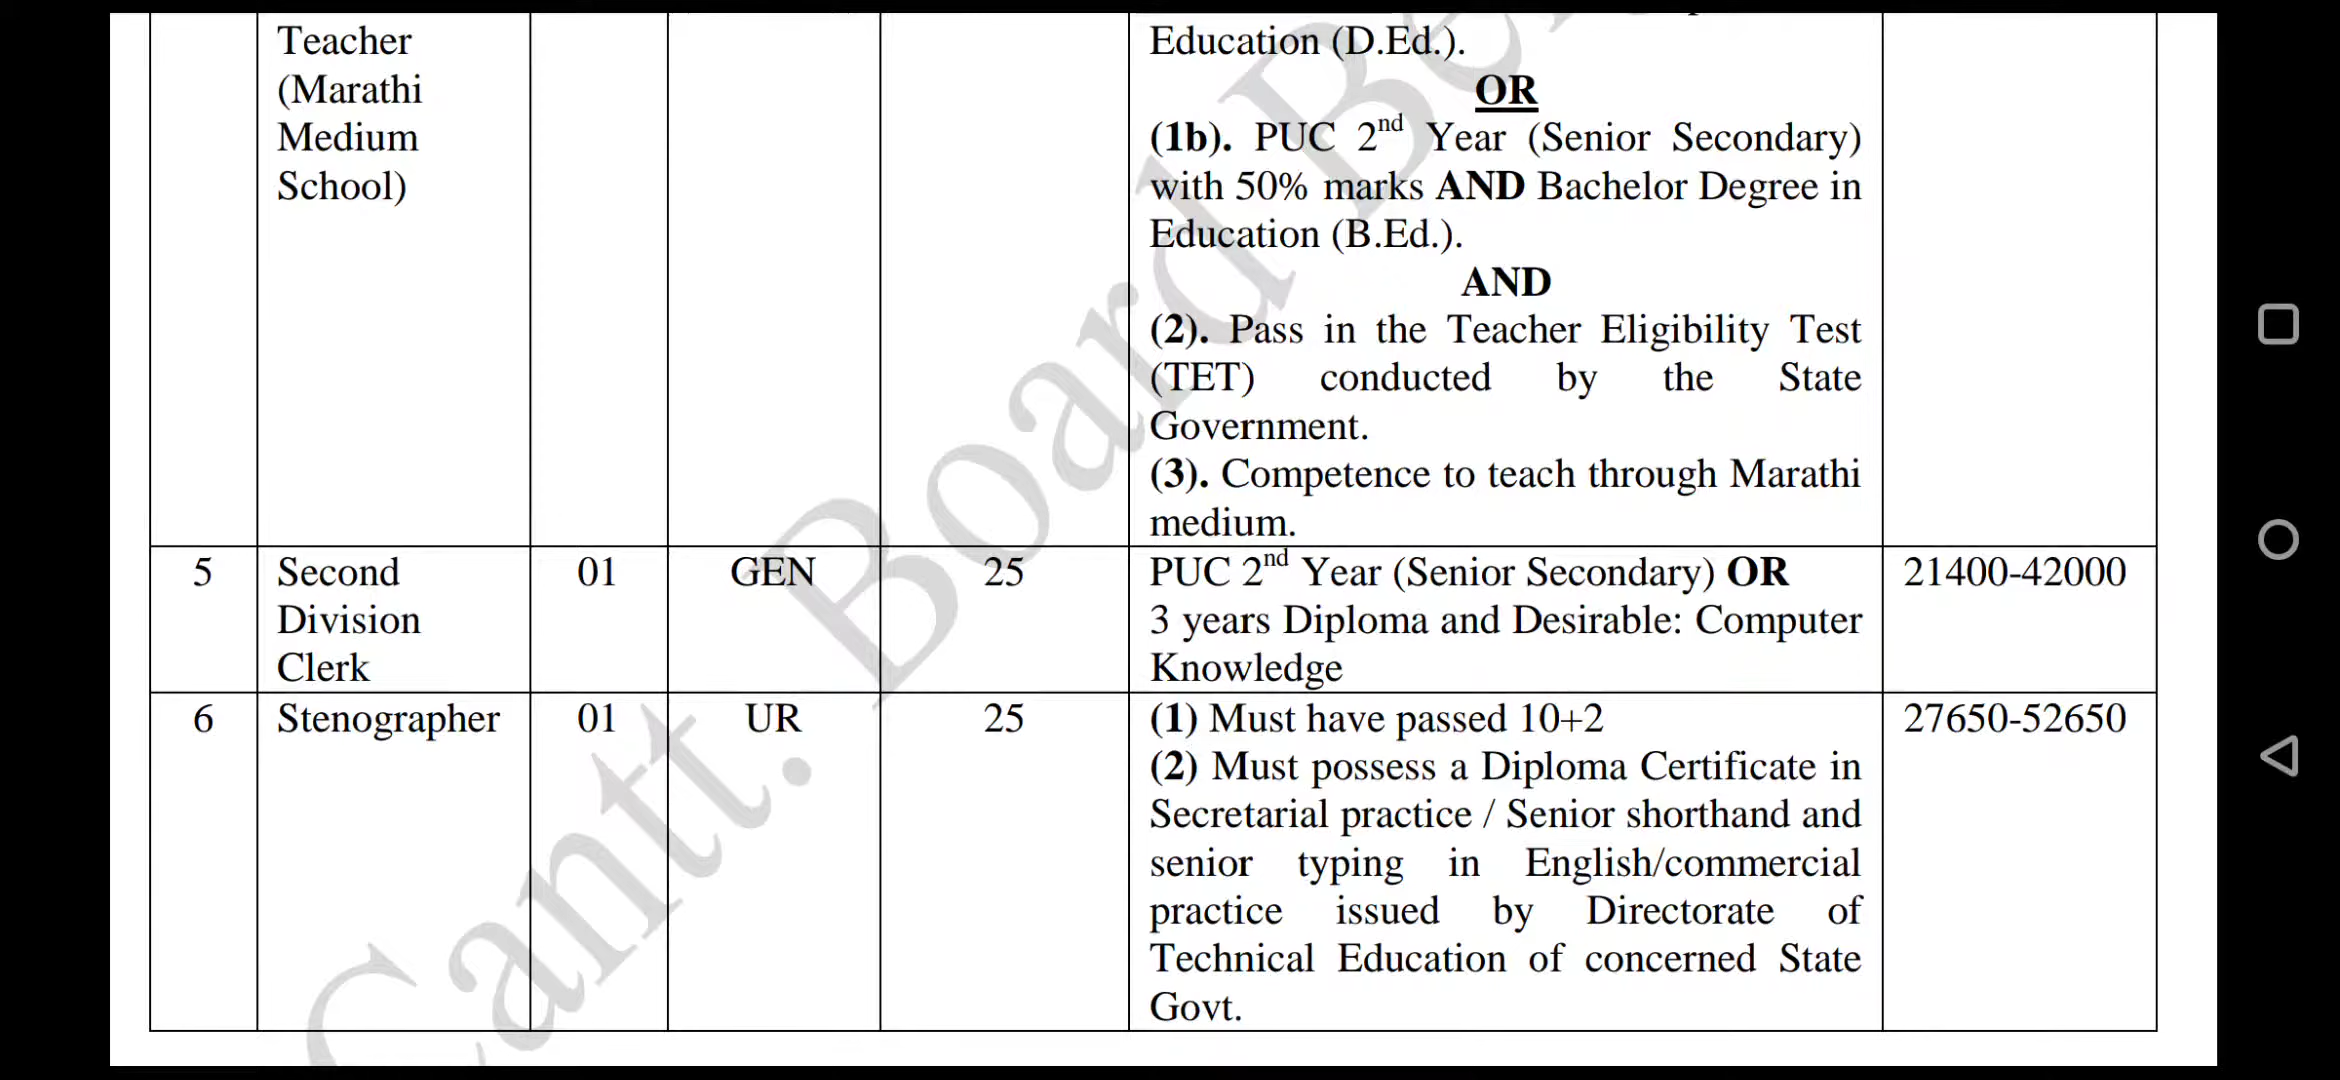 Teacher
(Marathi
Medium
School)
Education (D.Ed.).
OR
(1b). PUC 2nd Year (Senior Secondary)
with 50% marks AND Bachelor Degree in
Education (B.Ed.).
AND
(2). Pass in the Teacher Eligibility Test
(TET) conducted by the State
Government.
(3). Competence to teach through Marathi
medium.
5
Second
Division
Clerk
01
GEN
25
PUC 2nd Year (Senior Secondary) OR
3 years Diploma and Desirable: Computer
Knowledge
21400-42000
6
Stenographer
01
UR
25
(1) Must have passed 10+2
(2) Must possess a Diploma Certificate in
Secretarial practice / Senior shorthand and
senior typing in English/commercial
practice issued by Directorate of
Technical Education of concerned State
Govt.
27650-52650
Cantt. Board